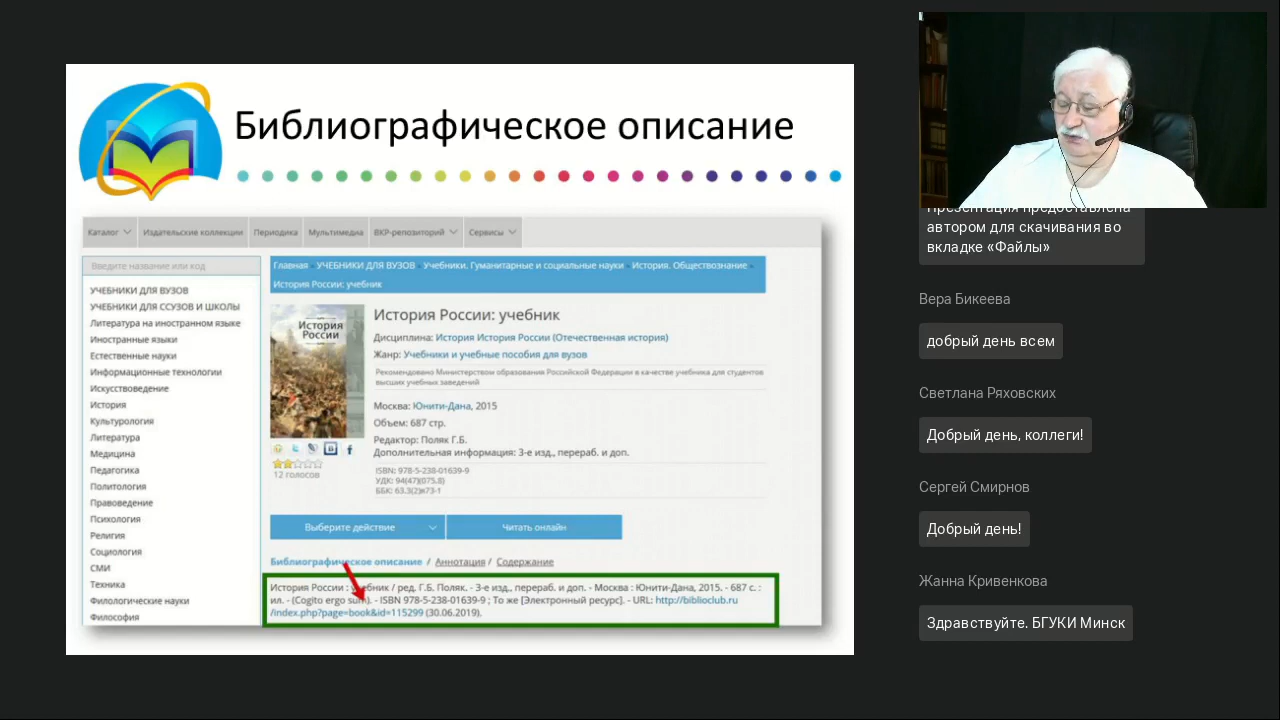 Библиографическое описание
Каталог
Издательские коллекции
Периодика
Мультимедиа
ВКР-репозиторий
Сервисы
Введите название или код
УЧЕБНИКИ ДЛЯ ВУЗОВ
УЧЕБНИКИ ДЛЯ ССУЗОВ И ШКОЛЫ
Литература на иностранном языке
Иностранные языки
Естественные науки
Информационные технологии
Искусствоведение
История
Культурология
Литература
Медицина
Педагогика
Политология
Правоведение
Психология
Религия
Социология
СМИ
Техника
Филологические науки
Философия
Главная » УЧЕБНИКИ ДЛЯ ВУЗОВ » Учебники. Гуманитарные и социальные науки » История. Обществознание »
История России: учебник
История
России
12 голосов
История России: учебник
Дисциплина: История История России (Отечественная история)
Жанр: Учебники и учебные пособия для вузов
Рекомендовано Министерством образования Российской Федерации в качестве учебника для студентов
высших учебных заведений
Москва: Юнити-Дана, 2015
Объем: 687 стр.
Редактор: Поляк Г.Б.
Дополнительная информация: 3-е изд., перераб. и доп.
ISBN: 978-5-238-01639-9
УДК: 94(47)(075.8)
ББК: 63.3(2)я73-1
Выберите действие
Читать онлайн
Библиографическое описание / Аннотация / Содержание
История России : учебник / ред. Г.Б. Поляк. - 3-е изд., перераб. и доп. - Москва : Юнити-Дана, 2015. - 687 с. :
ил. - (Cogito ergo sum). - ISBN 978-5-238-01639-9 ; То же [Электронный ресурс]. - URL: http://biblioclub.ru
/index.php?page=book&id=115299 (30.06.2019).
Презентация предоставлена
автором для скачивания во
вкладке «Файлы»
Вера Бикеева
добрый день всем
Светлана Ряховских
Добрый день, коллеги!
Сергей Смирнов
Добрый день!
Жанна Кривенкова
Здравствуйте. БГУКИ Минск